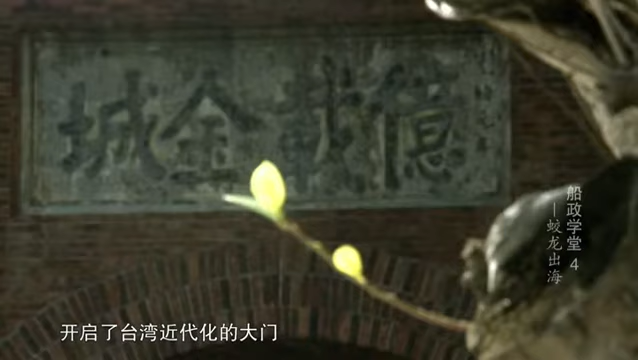 億載金城
船政学堂 4
—蛟龙出海
开启了台湾近代化的大门